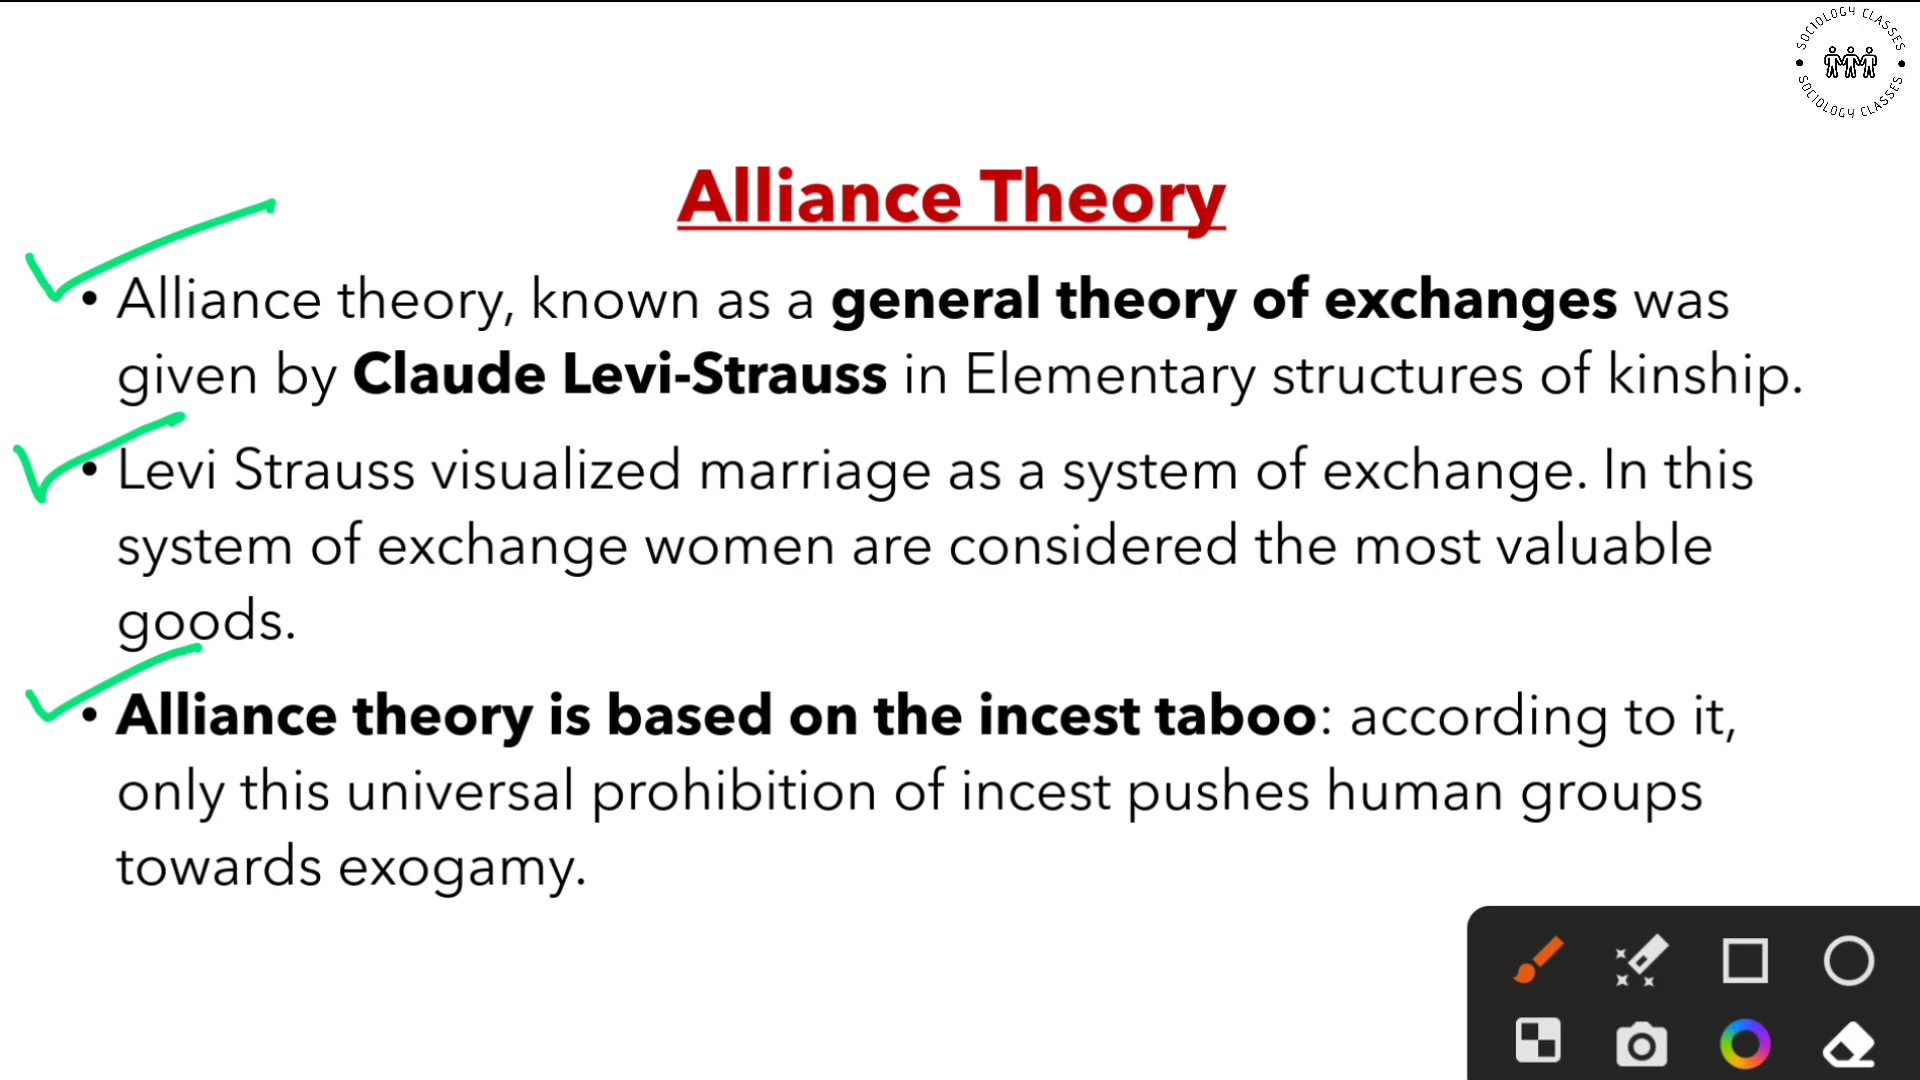 SOCIOLOGY CLASSES
SOCIOLOGY CLASSES
Alliance Theory
• Alliance theory, known as a general theory of exchanges was
given by Claude Levi-Strauss in Elementary structures of kinship.
• Levi Strauss visualized marriage as a system of exchange. In this
system of exchange women are considered the most valuable
goods.
• Alliance theory is based on the incest taboo: according to it,
only this universal prohibition of incest pushes human groups
towards exogamy.